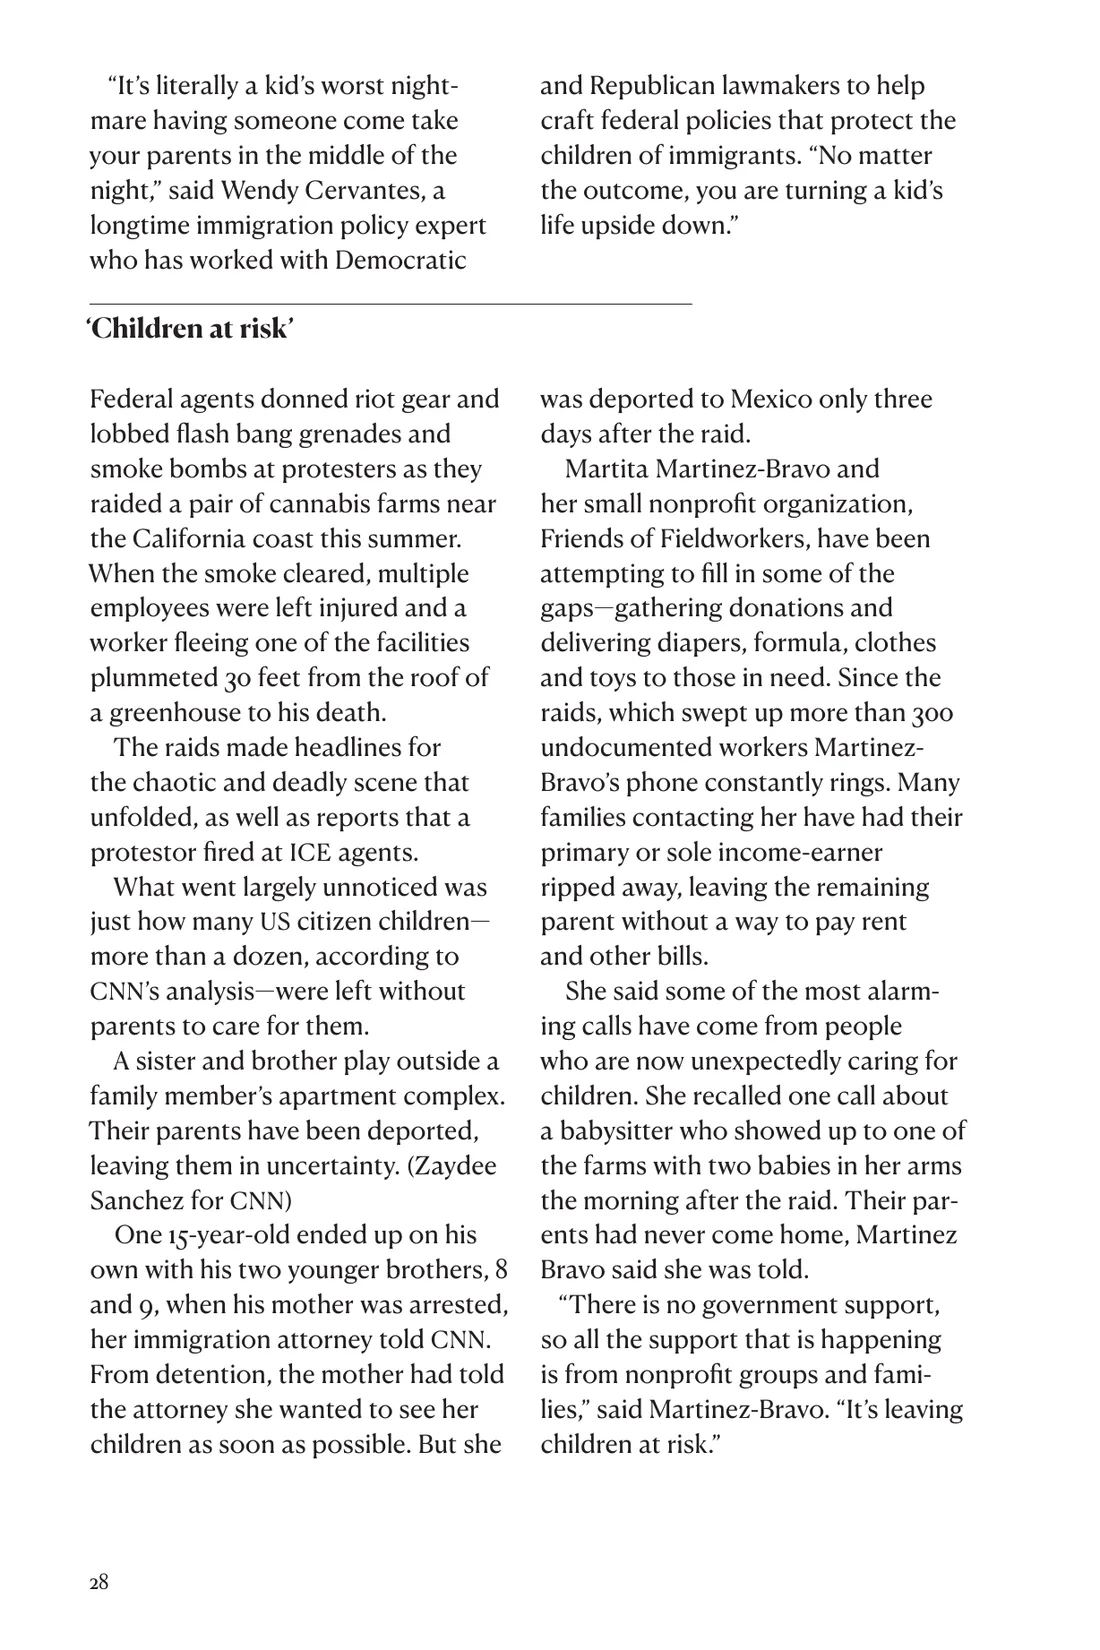 “It’s literally a kid’s worst night-
mare having someone come take
your parents in the middle of the
night,” said Wendy Cervantes, a
longtime immigration policy expert
who has worked with Democratic
and Republican lawmakers to help
craft federal policies that protect the
children of immigrants. “No matter
the outcome, you are turning a kid’s
life upside down.”
‘Children at risk’
Federal agents donned riot gear and
lobbed flash bang grenades and
smoke bombs at protesters as they
raided a pair of cannabis farms near
the California coast this summer.
When the smoke cleared, multiple
employees were left injured and a
worker fleeing one of the facilities
plummeted 30 feet from the roof of
a greenhouse to his death.
The raids made headlines for
the chaotic and deadly scene that
unfolded, as well as reports that a
protestor fired at ICE agents.
What went largely unnoticed was
just how many US citizen children—
more than a dozen, according to
CNN’s analysis—were left without
parents to care for them.
A sister and brother play outside a
family member’s apartment complex.
Their parents have been deported,
leaving them in uncertainty. (Zaydee
Sanchez for CNN)
One 15-year-old ended up on his
own with his two younger brothers, 8
and 9, when his mother was arrested,
her immigration attorney told CNN.
From detention, the mother had told
the attorney she wanted to see her
children as soon as possible. But she
was deported to Mexico only three
days after the raid.
Martita Martinez-Bravo and
her small nonprofit organization,
Friends of Fieldworkers, have been
attempting to fill in some of the
gaps—gathering donations and
delivering diapers, formula, clothes
and toys to those in need. Since the
raids, which swept up more than 300
undocumented workers Martinez-
Bravo’s phone constantly rings. Many
families contacting her have had their
primary or sole income-earner
ripped away, leaving the remaining
parent without a way to pay rent
and other bills.
She said some of the most alarm-
ing calls have come from people
who are now unexpectedly caring for
children. She recalled one call about
a babysitter who showed up to one of
the farms with two babies in her arms
the morning after the raid. Their par-
ents had never come home, Martinez
Bravo said she was told.
“There is no government support,
so all the support that is happening
is from nonprofit groups and fami-
lies,” said Martinez-Bravo. “It’s leaving
children at risk.”
28